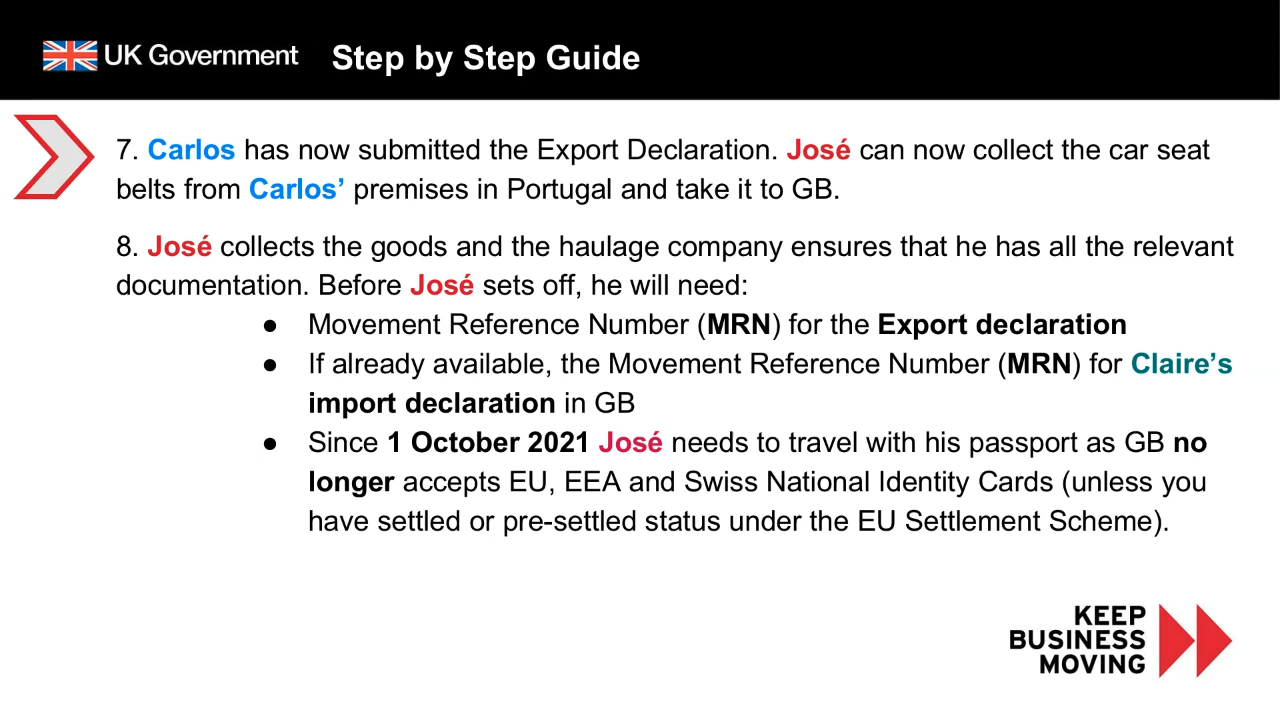 UK Government Step by Step Guide
7. Carlos has now submitted the Export Declaration. José can now collect the car seat
belts from Carlos’ premises in Portugal and take it to GB.
8. José collects the goods and the haulage company ensures that he has all the relevant
documentation. Before José sets off, he will need:
● Movement Reference Number (MRN) for the Export declaration
● If already available, the Movement Reference Number (MRN) for Claire’s
import declaration in GB
● Since 1 October 2021 José needs to travel with his passport as GB no
longer accepts EU, EEA and Swiss National Identity Cards (unless you
have settled or pre-settled status under the EU Settlement Scheme).
KEEP
BUSINESS
MOVING